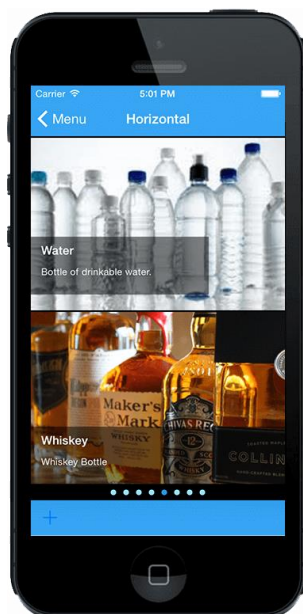 Carrier 5:01 PM
Menu Horizontal
Water
Bottle of drinkable water.
Maker's
Mark
WHISKY
CHIVAS REGAL
12
COLLIN
Whiskey
Whiskey Bottle
+